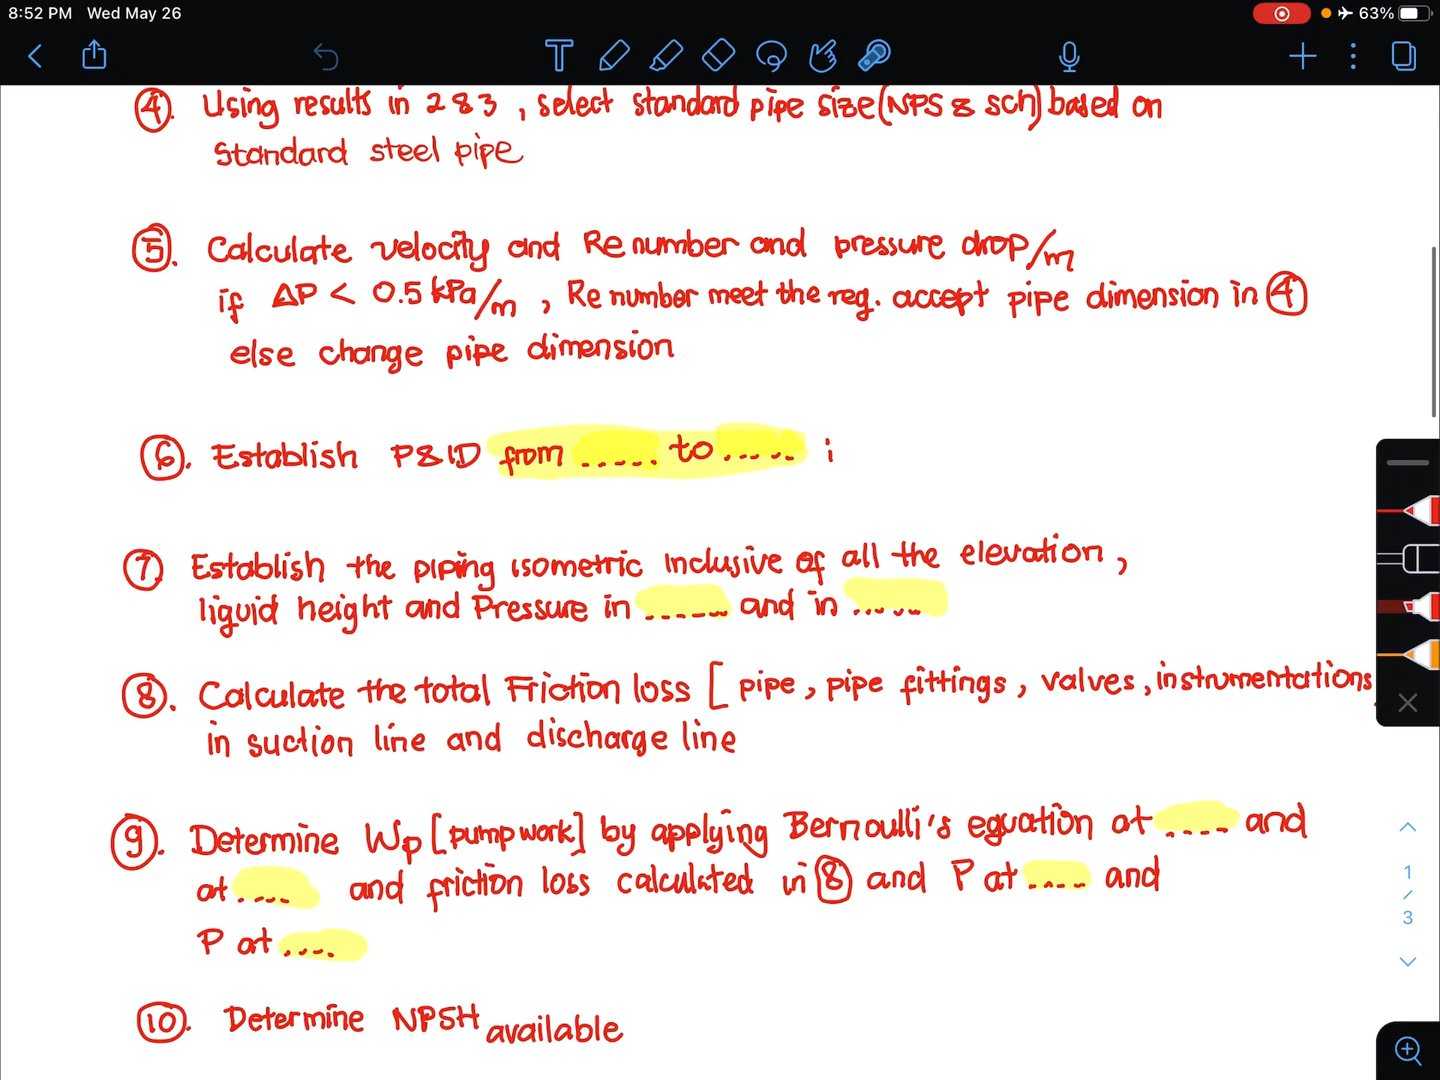 8:52 PM Wed May 26
63%
④. Using results in 2 & 3, select standard pipe size (NPS & sch) based on
standard steel pipe
⑤. Calculate velocity and Re number and pressure drop/m
if ΔP < 0.5 kPa/m, Re number meet the req. accept pipe dimension in ④
else change pipe dimension
⑥. Establish P&ID from ..... to ..... ;
⑦ Establish the piping isometric inclusive of all the elevation,
liquid height and Pressure in ...... and in .....
⑧. Calculate the total Friction loss [ pipe, pipe fittings, valves, instrumentations
in suction line and discharge line
⑨. Determine Wp [pump work] by applying Bernoulli's equation at .... and
at .... and friction loss calculated in ⑧ and P at .... and
P at ....
⑩. Determine NPSH available
1
/
3